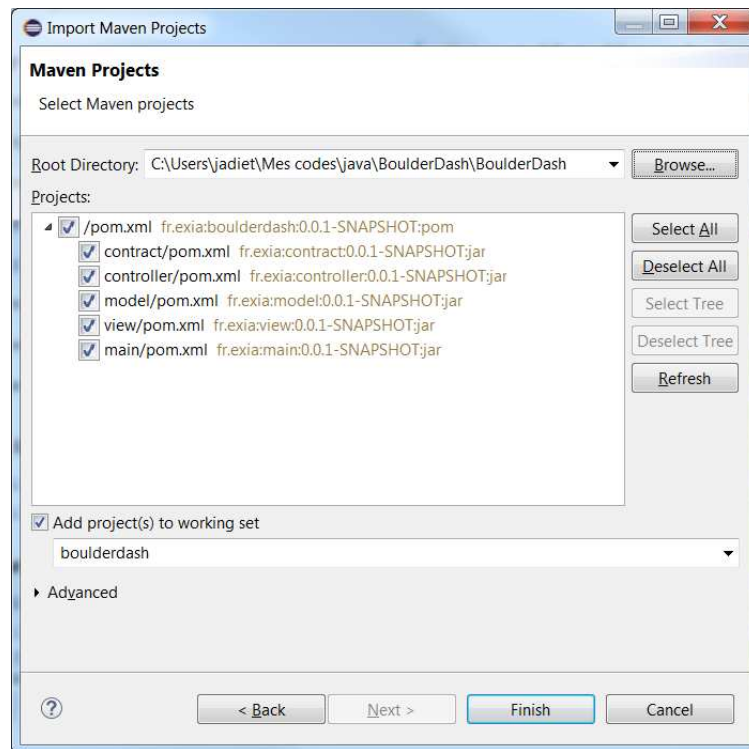 Import Maven Projects
Maven Projects
Select Maven projects
Root Directory: C:\Users\jadiet\Mes codes\java\BoulderDash\BoulderDash Browse...
Projects:
/pom.xml fr.exia:boulderdash:0.0.1-SNAPSHOT:pom
contract/pom.xml fr.exia:contract:0.0.1-SNAPSHOT:jar
controller/pom.xml fr.exia:controller:0.0.1-SNAPSHOT:jar
model/pom.xml fr.exia:model:0.0.1-SNAPSHOT:jar
view/pom.xml fr.exia:view:0.0.1-SNAPSHOT:jar
main/pom.xml fr.exia:main:0.0.1-SNAPSHOT:jar
Select All
Deselect All
Select Tree
Deselect Tree
Refresh
Add project(s) to working set
boulderdash
Advanced
? < Back Next > Finish Cancel